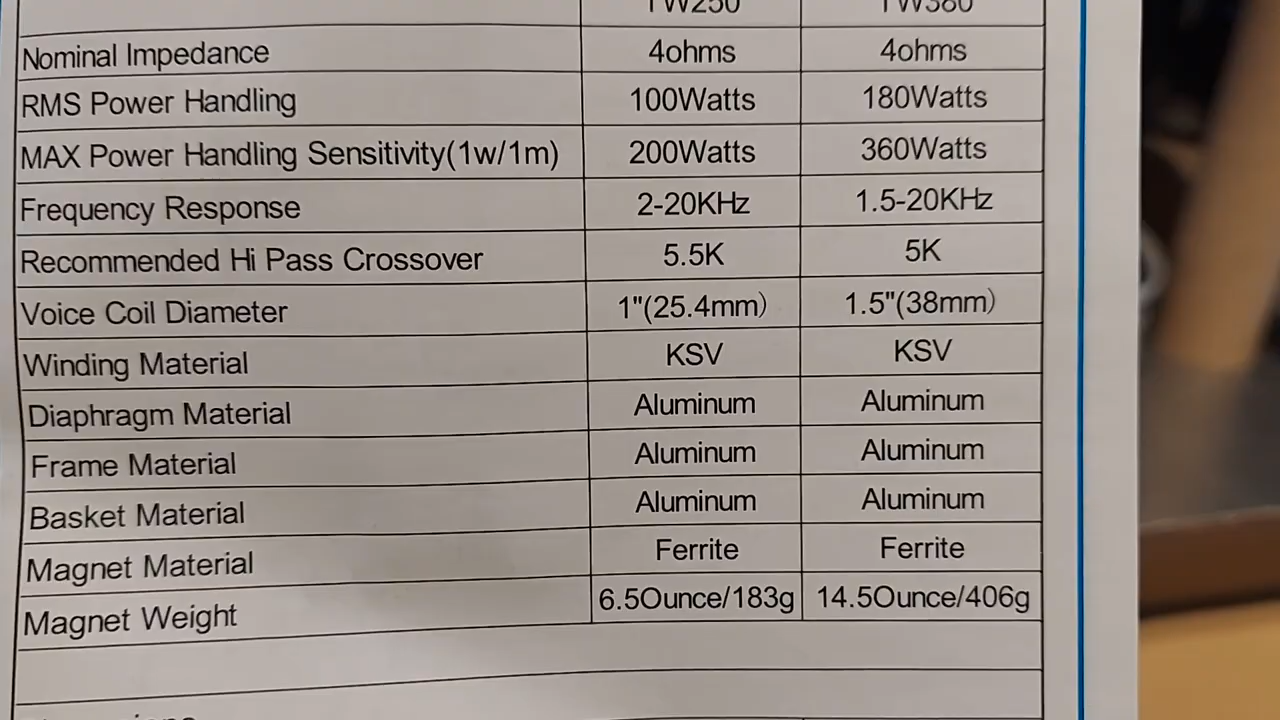 TW250 TW380
Nominal Impedance 4ohms 4ohms
RMS Power Handling 100Watts 180Watts
MAX Power Handling Sensitivity(1w/1m) 200Watts 360Watts
Frequency Response 2-20KHz 1.5-20KHz
Recommended Hi Pass Crossover 5.5K 5K
Voice Coil Diameter 1"(25.4mm) 1.5"(38mm)
Winding Material KSV KSV
Diaphragm Material Aluminum Aluminum
Frame Material Aluminum Aluminum
Basket Material Aluminum Aluminum
Magnet Material Ferrite Ferrite
Magnet Weight 6.5Ounce/183g 14.5Ounce/406g